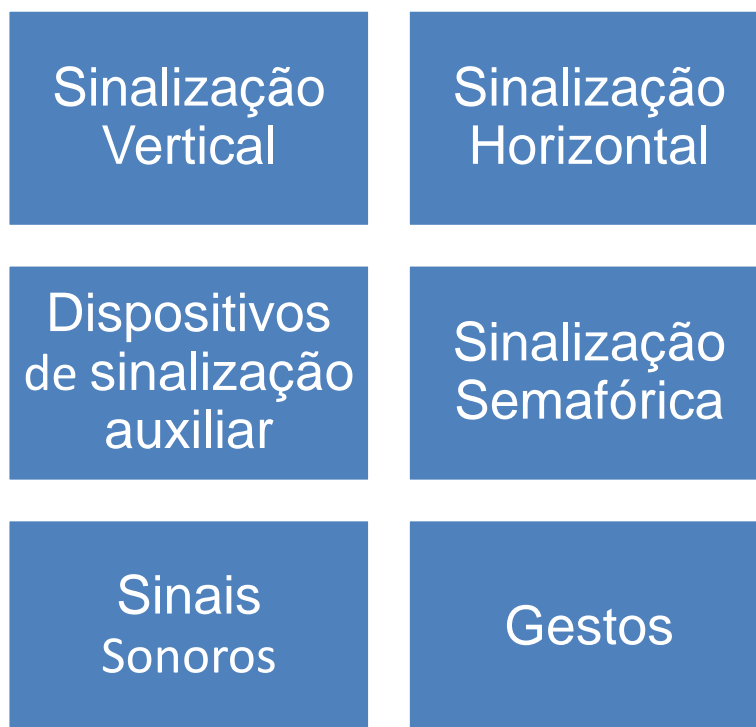 Sinalização
Vertical
Sinalização
Horizontal
Dispositivos
de sinalização
auxiliar
Sinalização
Semafórica
Sinais
Sonoros
Gestos